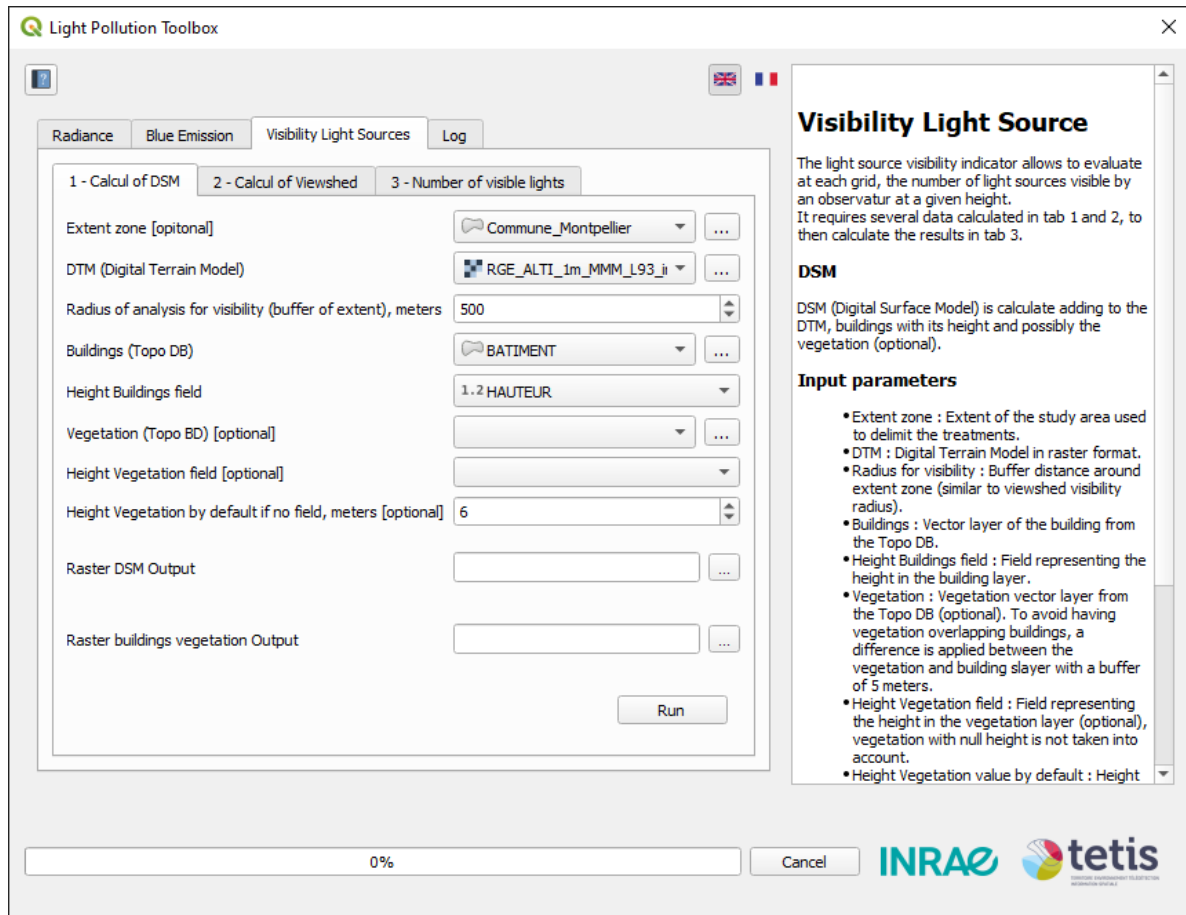 Light Pollution Toolbox
Radiance
Blue Emission
Visibility Light Sources
Log
1 - Calcul of DSM
2 - Calcul of Viewshed
3 - Number of visible lights
Extent zone [opitonal]
Commune_Montpellier
...
DTM (Digital Terrain Model)
RGE_ALTI_1m_MMM_L93_ir
...
Radius of analysis for visibility (buffer of extent), meters
500
Buildings (Topo DB)
BATIMENT
...
Height Buildings field
1.2 HAUTEUR
Vegetation (Topo BD) [optional]
...
Height Vegetation field [optional]
Height Vegetation by default if no field, meters [optional]
6
Raster DSM Output
...
Raster buildings vegetation Output
...
Run
Visibility Light Source
The light source visibility indicator allows to evaluate
at each grid, the number of light sources visible by
an observatur at a given height.
It requires several data calculated in tab 1 and 2, to
then calculate the results in tab 3.
DSM
DSM (Digital Surface Model) is calculate adding to the
DTM, buildings with its height and possibly the
vegetation (optional).
Input parameters
• Extent zone : Extent of the study area used
to delimit the treatments.
• DTM : Digital Terrain Model in raster format.
• Radius for visibility : Buffer distance around
extent zone (similar to viewshed visibility
radius).
• Buildings : Vector layer of the building from
the Topo DB.
• Height Buildings field : Field representing the
height in the building layer.
• Vegetation : Vegetation vector layer from
the Topo DB (optional). To avoid having
vegetation overlapping buildings, a
difference is applied between the
vegetation and building slayer with a buffer
of 5 meters.
• Height Vegetation field : Field representing
the height in the vegetation layer (optional),
vegetation with null height is not taken into
account.
• Height Vegetation value by default : Height
0%
Cancel
INRAE
tetis
TERRITOIRE ENVIRONNEMENT TÉLÉDÉTECTION
INFORMATION SPATIALE